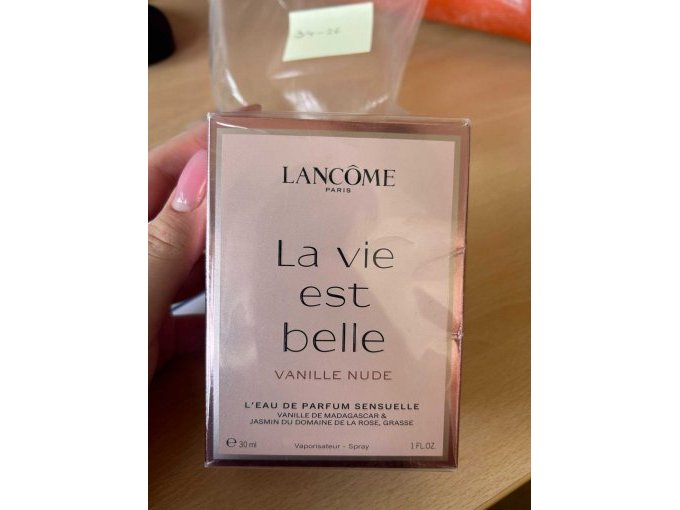 LANCÔME
PARIS
La vie
est
belle
VANILLE NUDE
L'EAU DE PARFUM SENSUELLE
VANILLE DE MADAGASCAR &
JASMIN DU DOMAINE DE LA ROSE, GRASSE
e 30 ml Vaporisateur - Spray 1 FL.OZ.